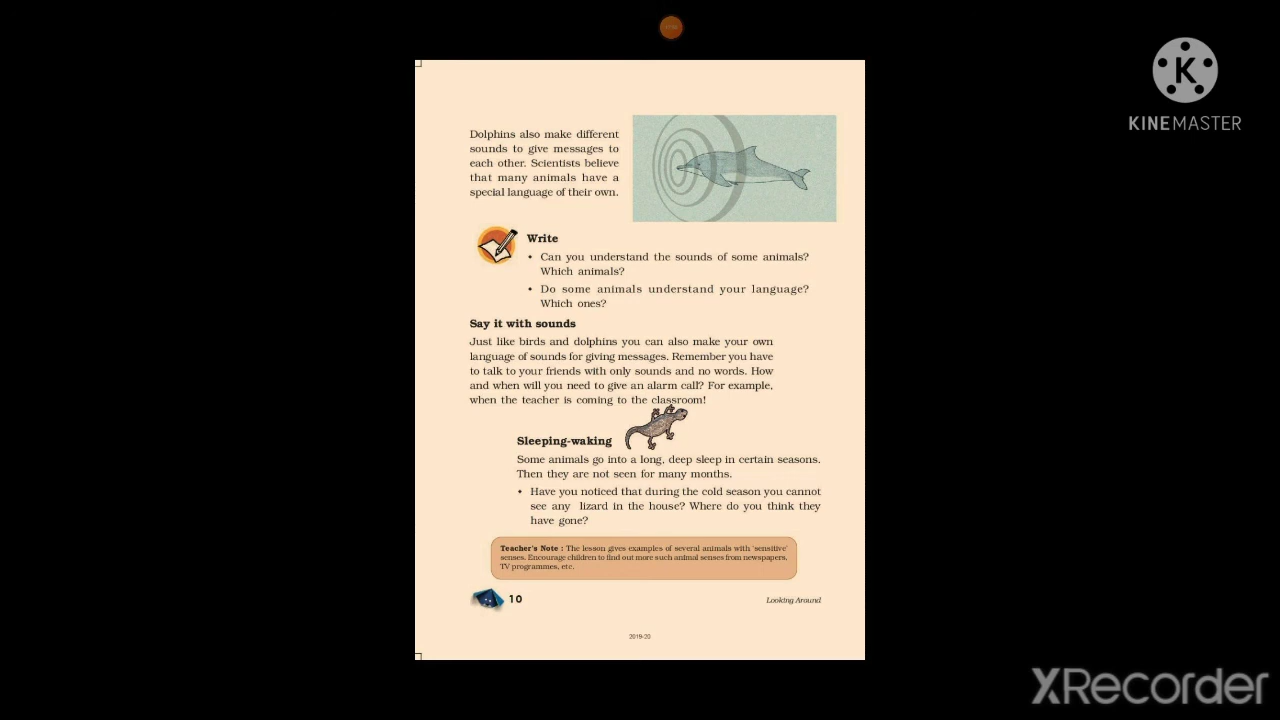 KINEMASTER
Dolphins also make different
sounds to give messages to
each other. Scientists believe
that many animals have a
special language of their own.
Write
• Can you understand the sounds of some animals?
Which animals?
• Do some animals understand your language?
Which ones?
Say it with sounds
Just like birds and dolphins you can also make your own
language of sounds for giving messages. Remember you have
to talk to your friends with only sounds and no words. How
and when will you need to give an alarm call? For example,
when the teacher is coming to the classroom!
Sleeping-waking
Some animals go into a long, deep sleep in certain seasons.
Then they are not seen for many months.
• Have you noticed that during the cold season you cannot
see any lizard in the house? Where do you think they
have gone?
Teacher's Note : The lesson gives examples of several animals with 'sensitive'
senses. Encourage children to find out more such animal senses from newspapers,
TV programmes, etc.
10
Looking Around
2019-20
XRecorder